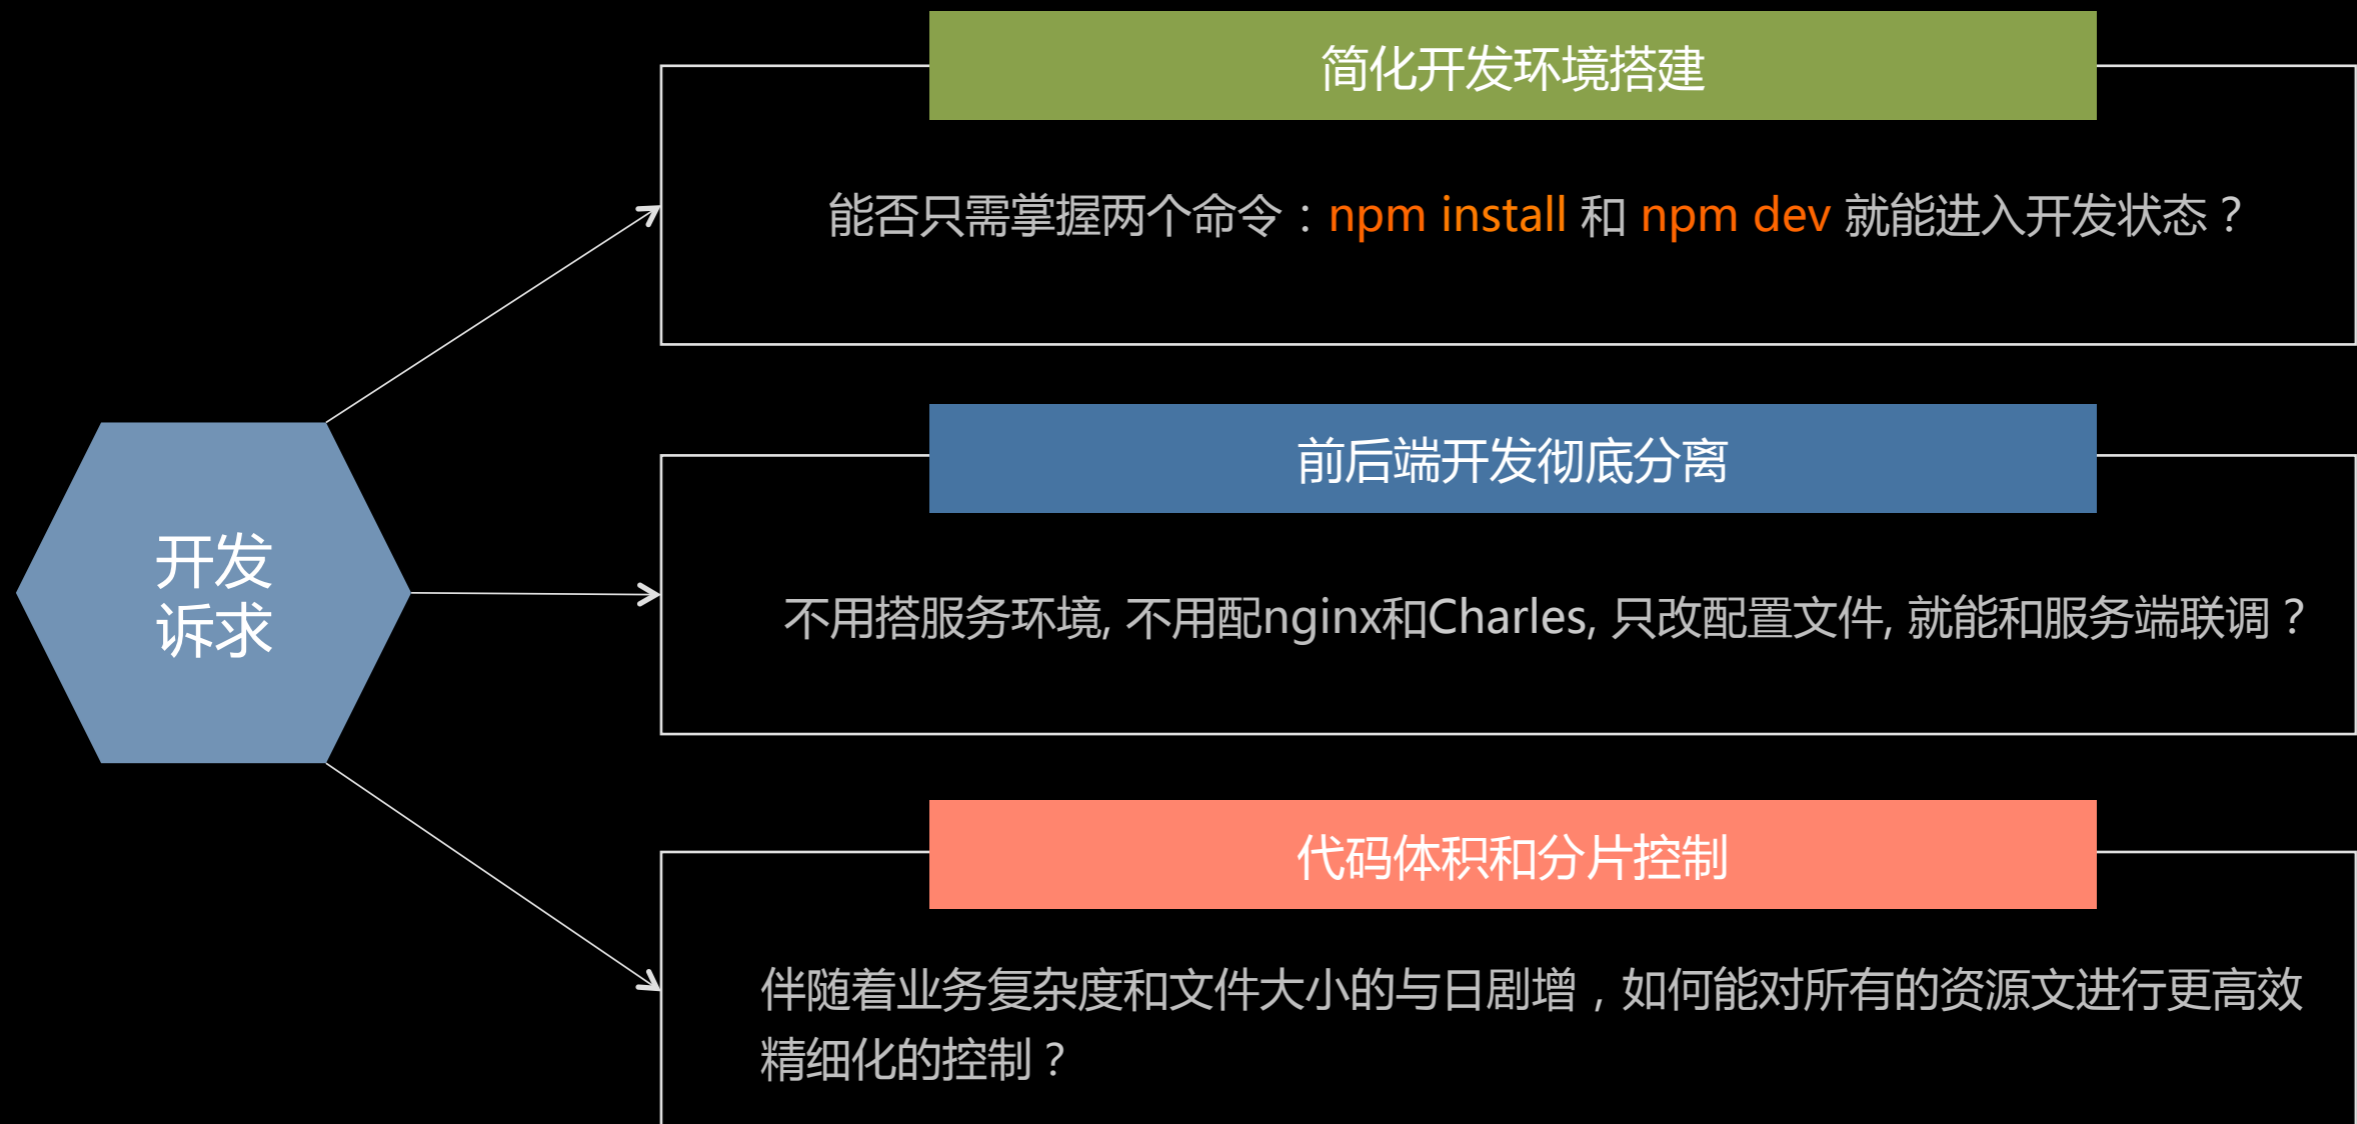 开发
诉求
简化开发环境搭建
能否只需掌握两个命令：npm install 和 npm dev 就能进入开发状态？
前后端开发彻底分离
不用搭服务环境, 不用配nginx和Charles, 只改配置文件, 就能和服务端联调？
代码体积和分片控制
伴随着业务复杂度和文件大小的与日剧增，如何能对所有的资源文进行更高效
精细化的控制？